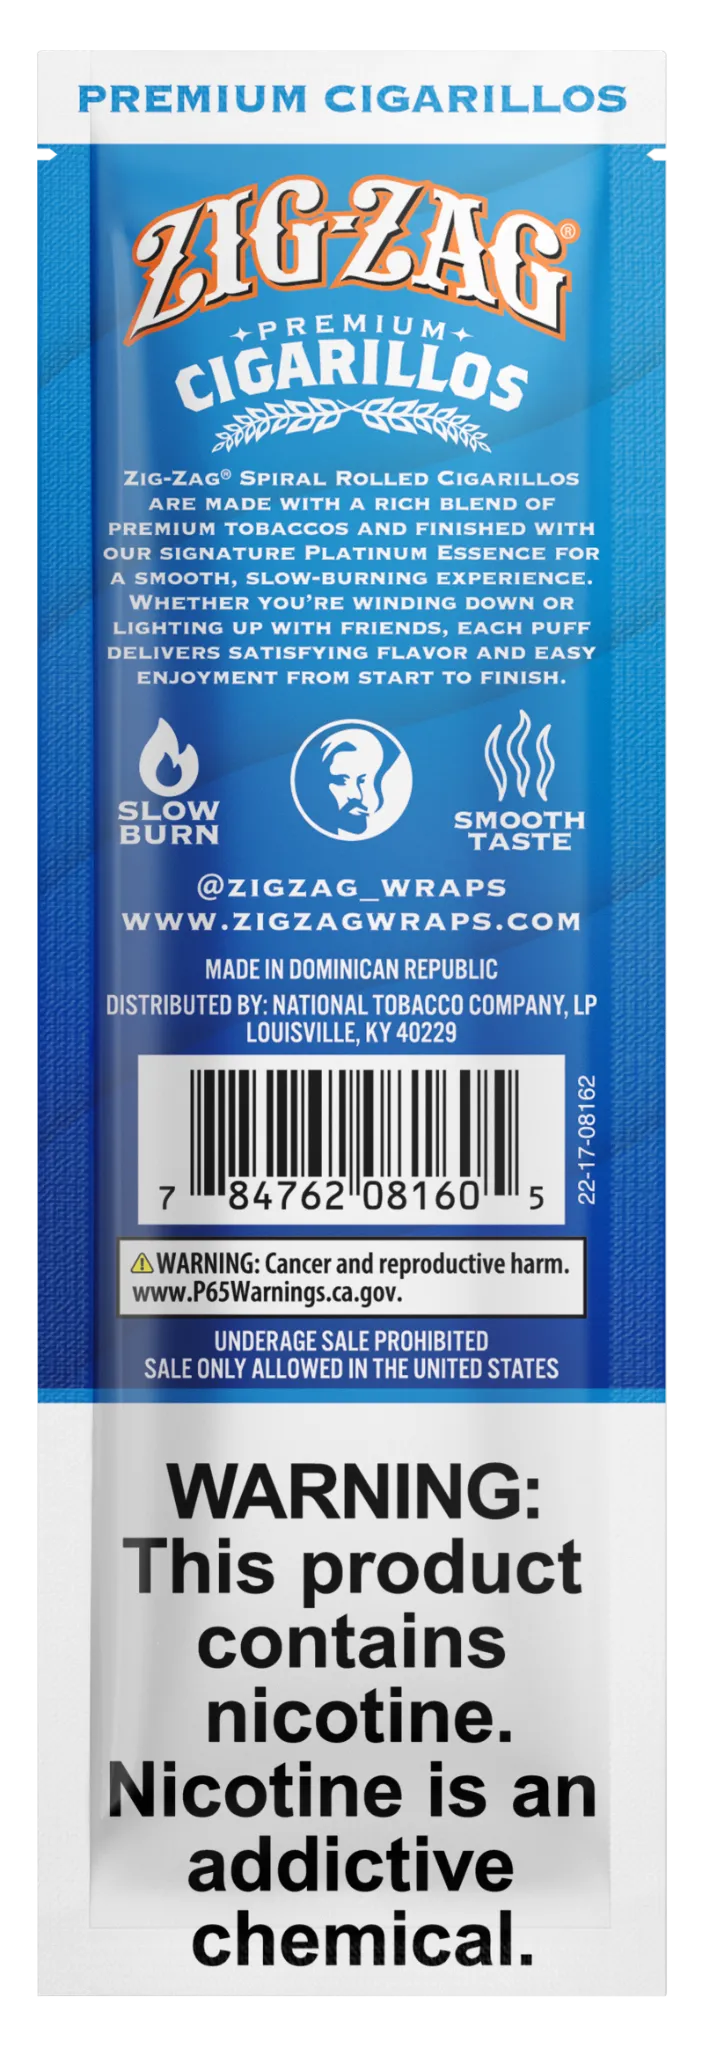 PREMIUM CIGARILLOS
ZIG-ZAG®
PREMIUM
CIGARILLOS
ZIG-ZAG® SPIRAL ROLLED CIGARILLOS
ARE MADE WITH A RICH BLEND OF
PREMIUM TOBACCOS AND FINISHED WITH
OUR SIGNATURE PLATINUM ESSENCE FOR
A SMOOTH, SLOW-BURNING EXPERIENCE.
WHETHER YOU'RE WINDING DOWN OR
LIGHTING UP WITH FRIENDS, EACH PUFF
DELIVERS SATISFYING FLAVOR AND EASY
ENJOYMENT FROM START TO FINISH.
SLOW
BURN
SMOOTH
TASTE
@ZIGZAG_WRAPS
WWW.ZIGZAGWRAPS.COM
MADE IN DOMINICAN REPUBLIC
DISTRIBUTED BY: NATIONAL TOBACCO COMPANY, LP
LOUISVILLE, KY 40229
7 84762 08160 5
22-17-08162
WARNING: Cancer and reproductive harm.
www.P65Warnings.ca.gov.
UNDERAGE SALE PROHIBITED
SALE ONLY ALLOWED IN THE UNITED STATES
WARNING:
This product
contains
nicotine.
Nicotine is an
addictive
chemical.